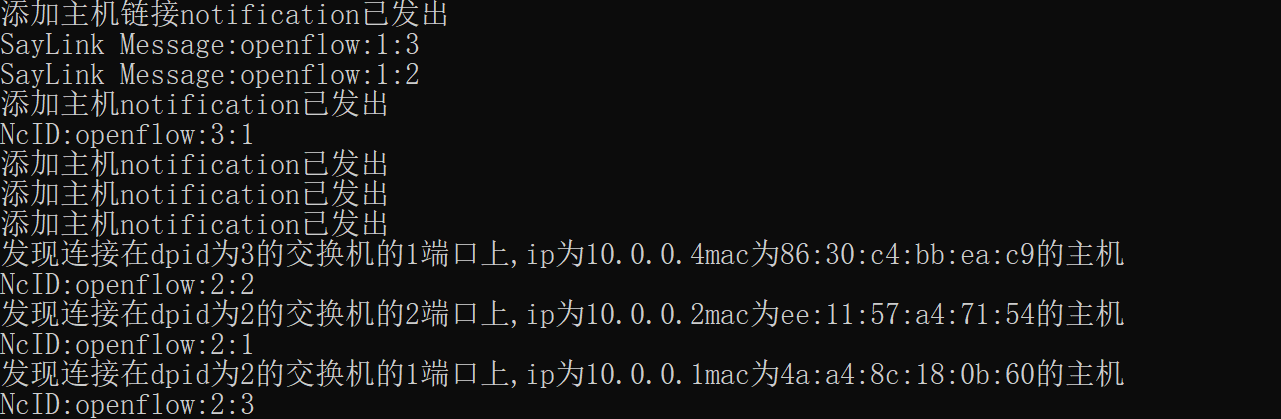 添加主机链接notification已发出
SayLink Message:openflow:1:3
SayLink Message:openflow:1:2
添加主机notification已发出
NcID:openflow:3:1
添加主机notification已发出
添加主机notification已发出
添加主机notification已发出
发现连接在dpid为3的交换机的1端口上,ip为10.0.0.4mac为86:30:c4:bb:ea:c9的主机
NcID:openflow:2:2
发现连接在dpid为2的交换机的2端口上,ip为10.0.0.2mac为ee:11:57:a4:71:54的主机
NcID:openflow:2:1
发现连接在dpid为2的交换机的1端口上,ip为10.0.0.1mac为4a:a4:8c:18:0b:60的主机
NcID:openflow:2:3